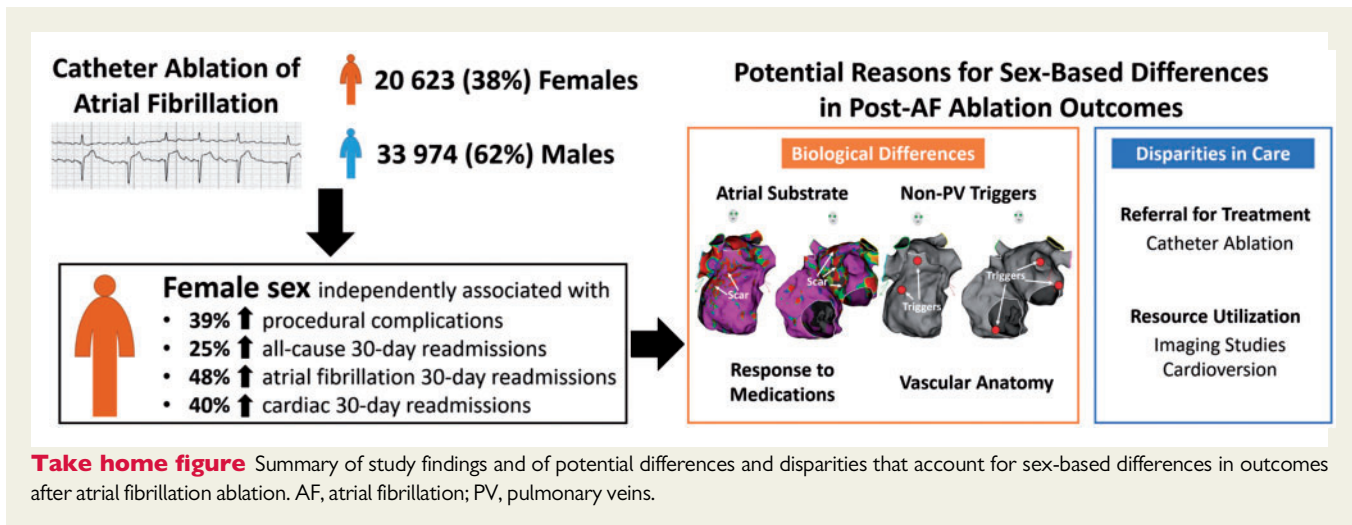 Catheter Ablation of
Atrial Fibrillation
20 623 (38%) Females
33 974 (62%) Males
Female sex independently associated with
• 39% ⬆ procedural complications
• 25% ⬆ all-cause 30-day readmissions
• 48% ⬆ atrial fibrillation 30-day readmissions
• 40% ⬆ cardiac 30-day readmissions
Potential Reasons for Sex-Based Differences
in Post-AF Ablation Outcomes
Biological Differences
Atrial Substrate
Scar
Scar
Non-PV Triggers
Triggers
Triggers
Response to
Medications
Vascular Anatomy
Disparities in Care
Referral for Treatment
Catheter Ablation
Resource Utilization
Imaging Studies
Cardioversion
Take home figure Summary of study findings and of potential differences and disparities that account for sex-based differences in outcomes
after atrial fibrillation ablation. AF, atrial fibrillation; PV, pulmonary veins.